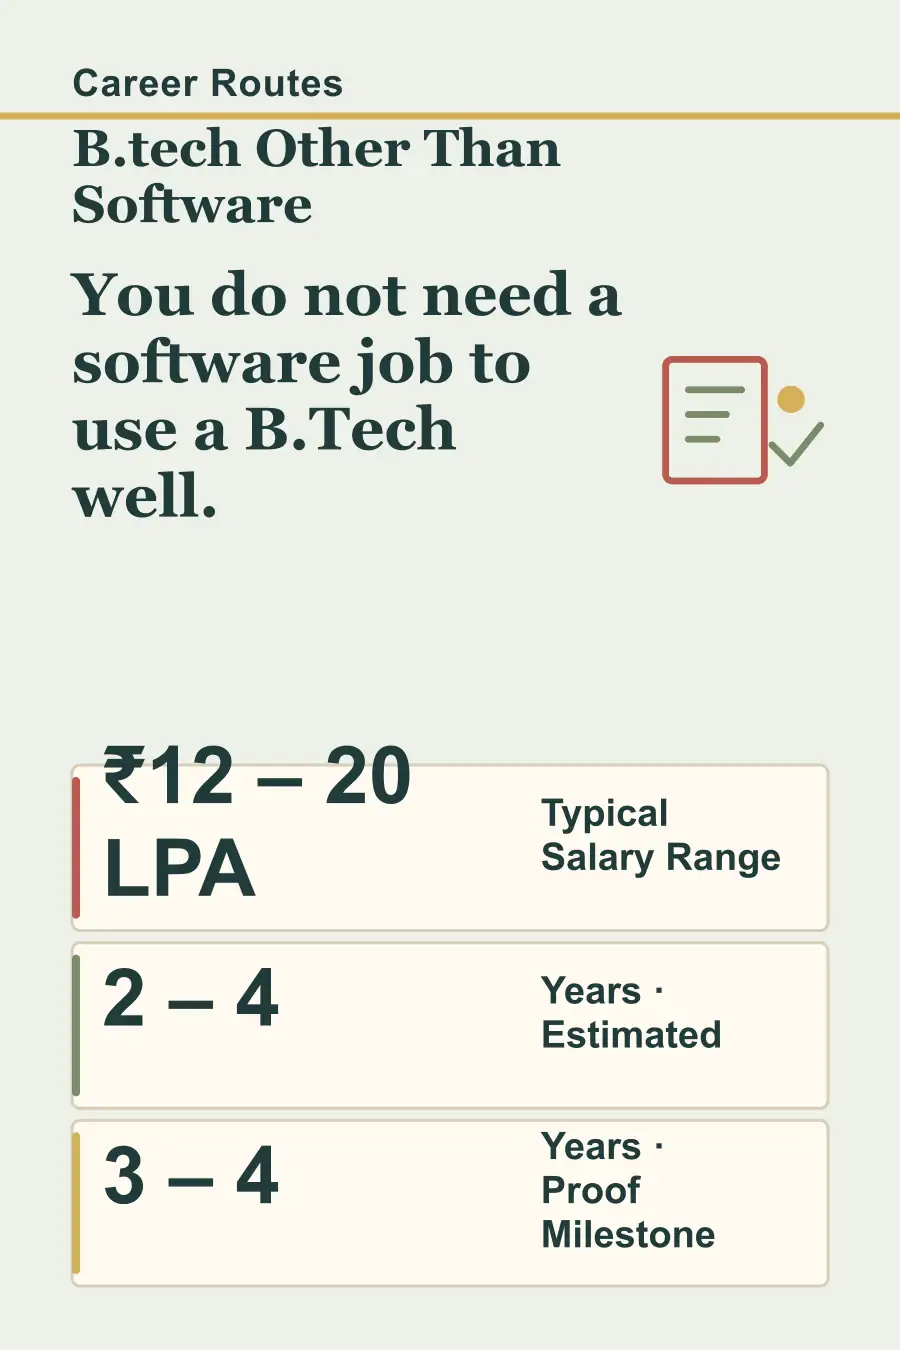 Career Routes
B.tech Other Than
Software
You do not need a
software job to
use a B.Tech
well.
₹12 – 20
LPA
Typical
Salary Range
2 – 4
Years ·
Estimated
3 – 4
Years ·
Proof
Milestone